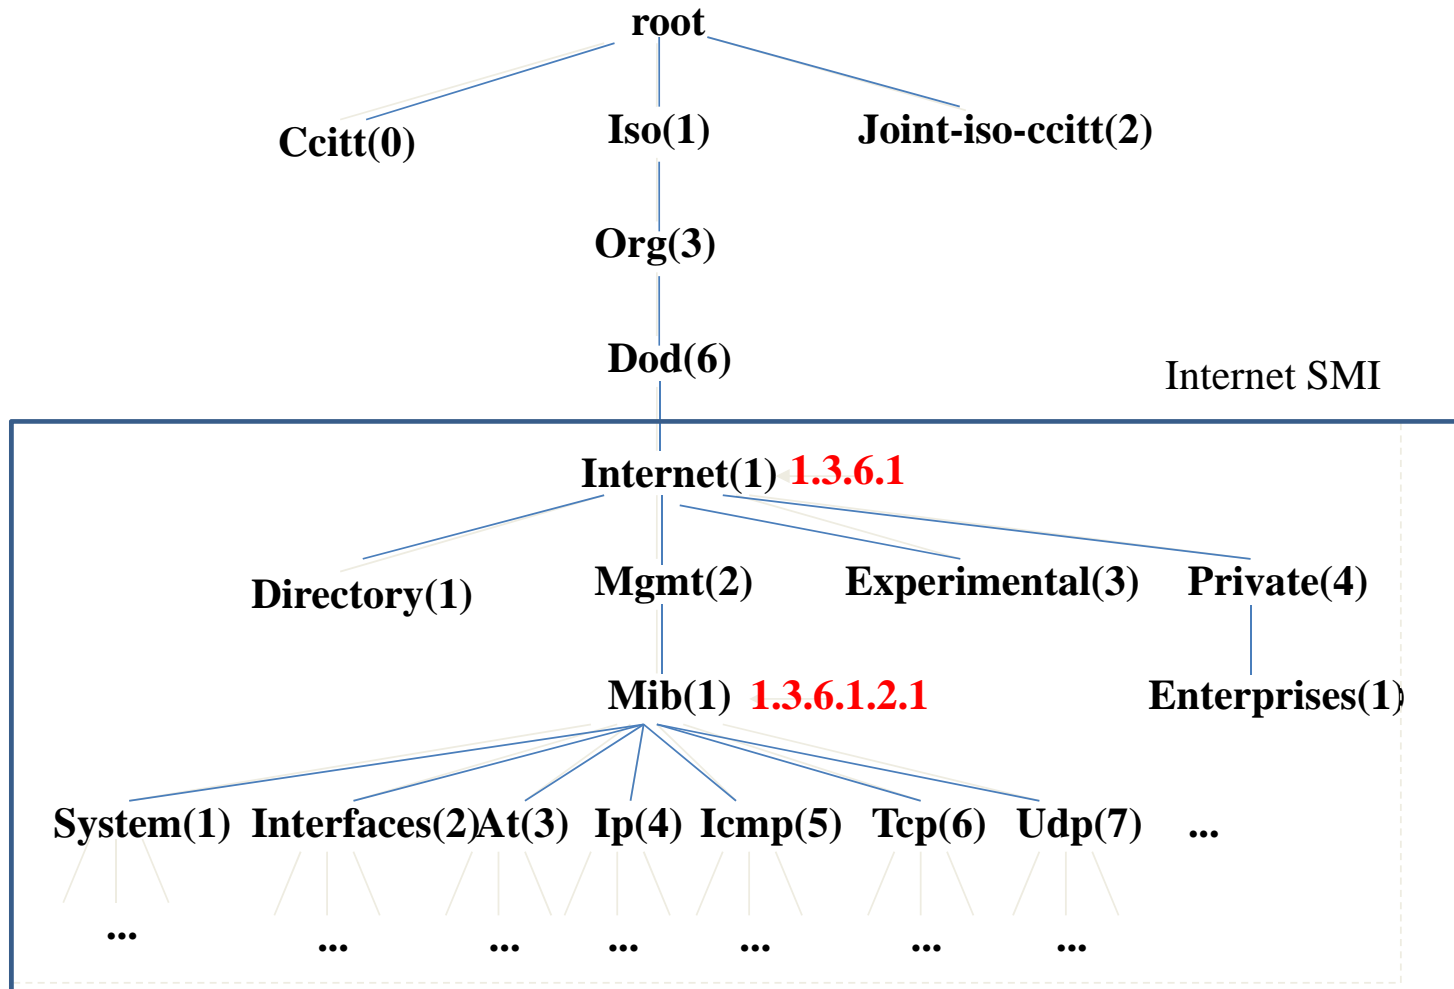 root
Ccitt(0) Iso(1) Joint-iso-ccitt(2)
Org(3)
Dod(6)
Internet SMI
Internet(1) 1.3.6.1
Directory(1) Mgmt(2) Experimental(3) Private(4)
Mib(1) 1.3.6.1.2.1 Enterprises(1)
System(1) Interfaces(2) At(3) Ip(4) Icmp(5) Tcp(6) Udp(7) ...
... ... ... ... ... ... ...